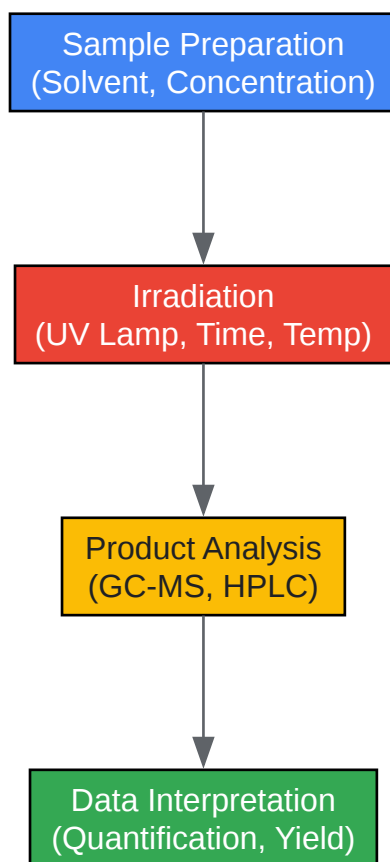 Sample Preparation
(Solvent, Concentration)
Irradiation
(UV Lamp, Time, Temp)
Product Analysis
(GC-MS, HPLC)
Data Interpretation
(Quantification, Yield)